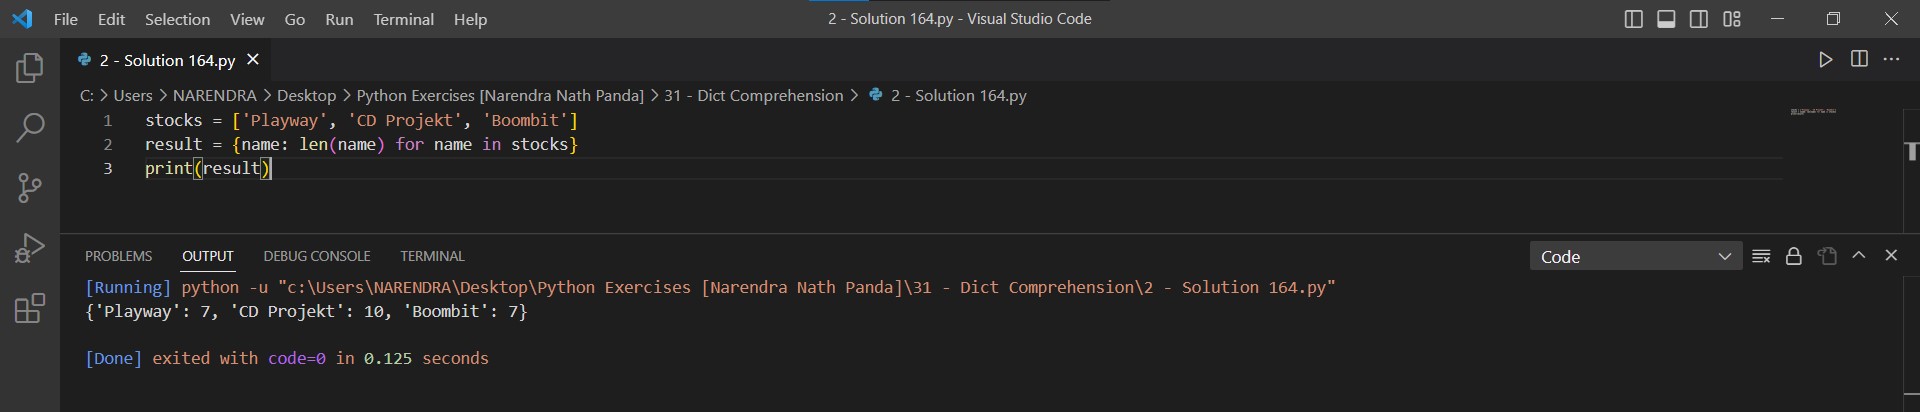 File Edit Selection View Go Run Terminal Help
2 - Solution 164.py - Visual Studio Code
2 - Solution 164.py
C: > Users > NARENDRA > Desktop > Python Exercises [Narendra Nath Panda] > 31 - Dict Comprehension > 2 - Solution 164.py
1 stocks = ['Playway', 'CD Projekt', 'Boombit']
2 result = {name: len(name) for name in stocks}
3 print(result)
PROBLEMS OUTPUT DEBUG CONSOLE TERMINAL
Code
[Running] python -u "c:\Users\NARENDRA\Desktop\Python Exercises [Narendra Nath Panda]\31 - Dict Comprehension\2 - Solution 164.py"
{'Playway': 7, 'CD Projekt': 10, 'Boombit': 7}
[Done] exited with code=0 in 0.125 seconds